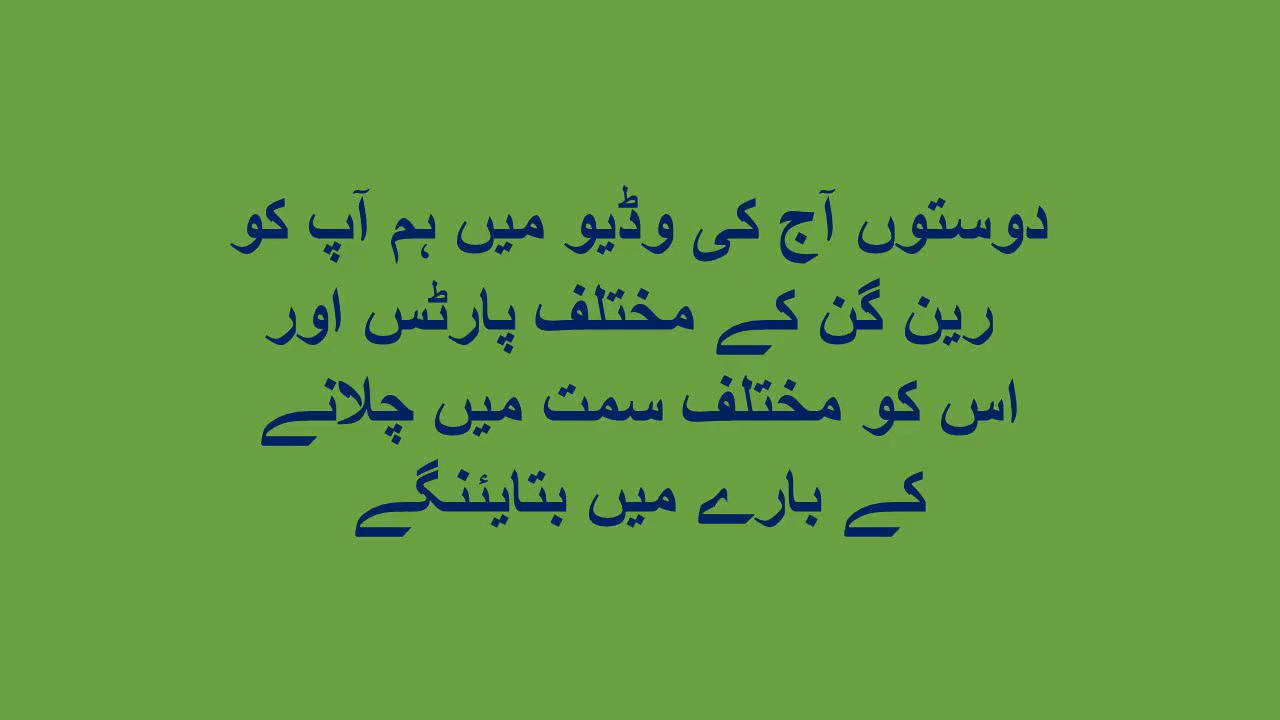 دوستوں آج کی وڈیو میں ہم آپ کو
رین گن کے مختلف پارٹس اور
اس کو مختلف سمت میں چلانے
کے بارے میں بتایئنگے